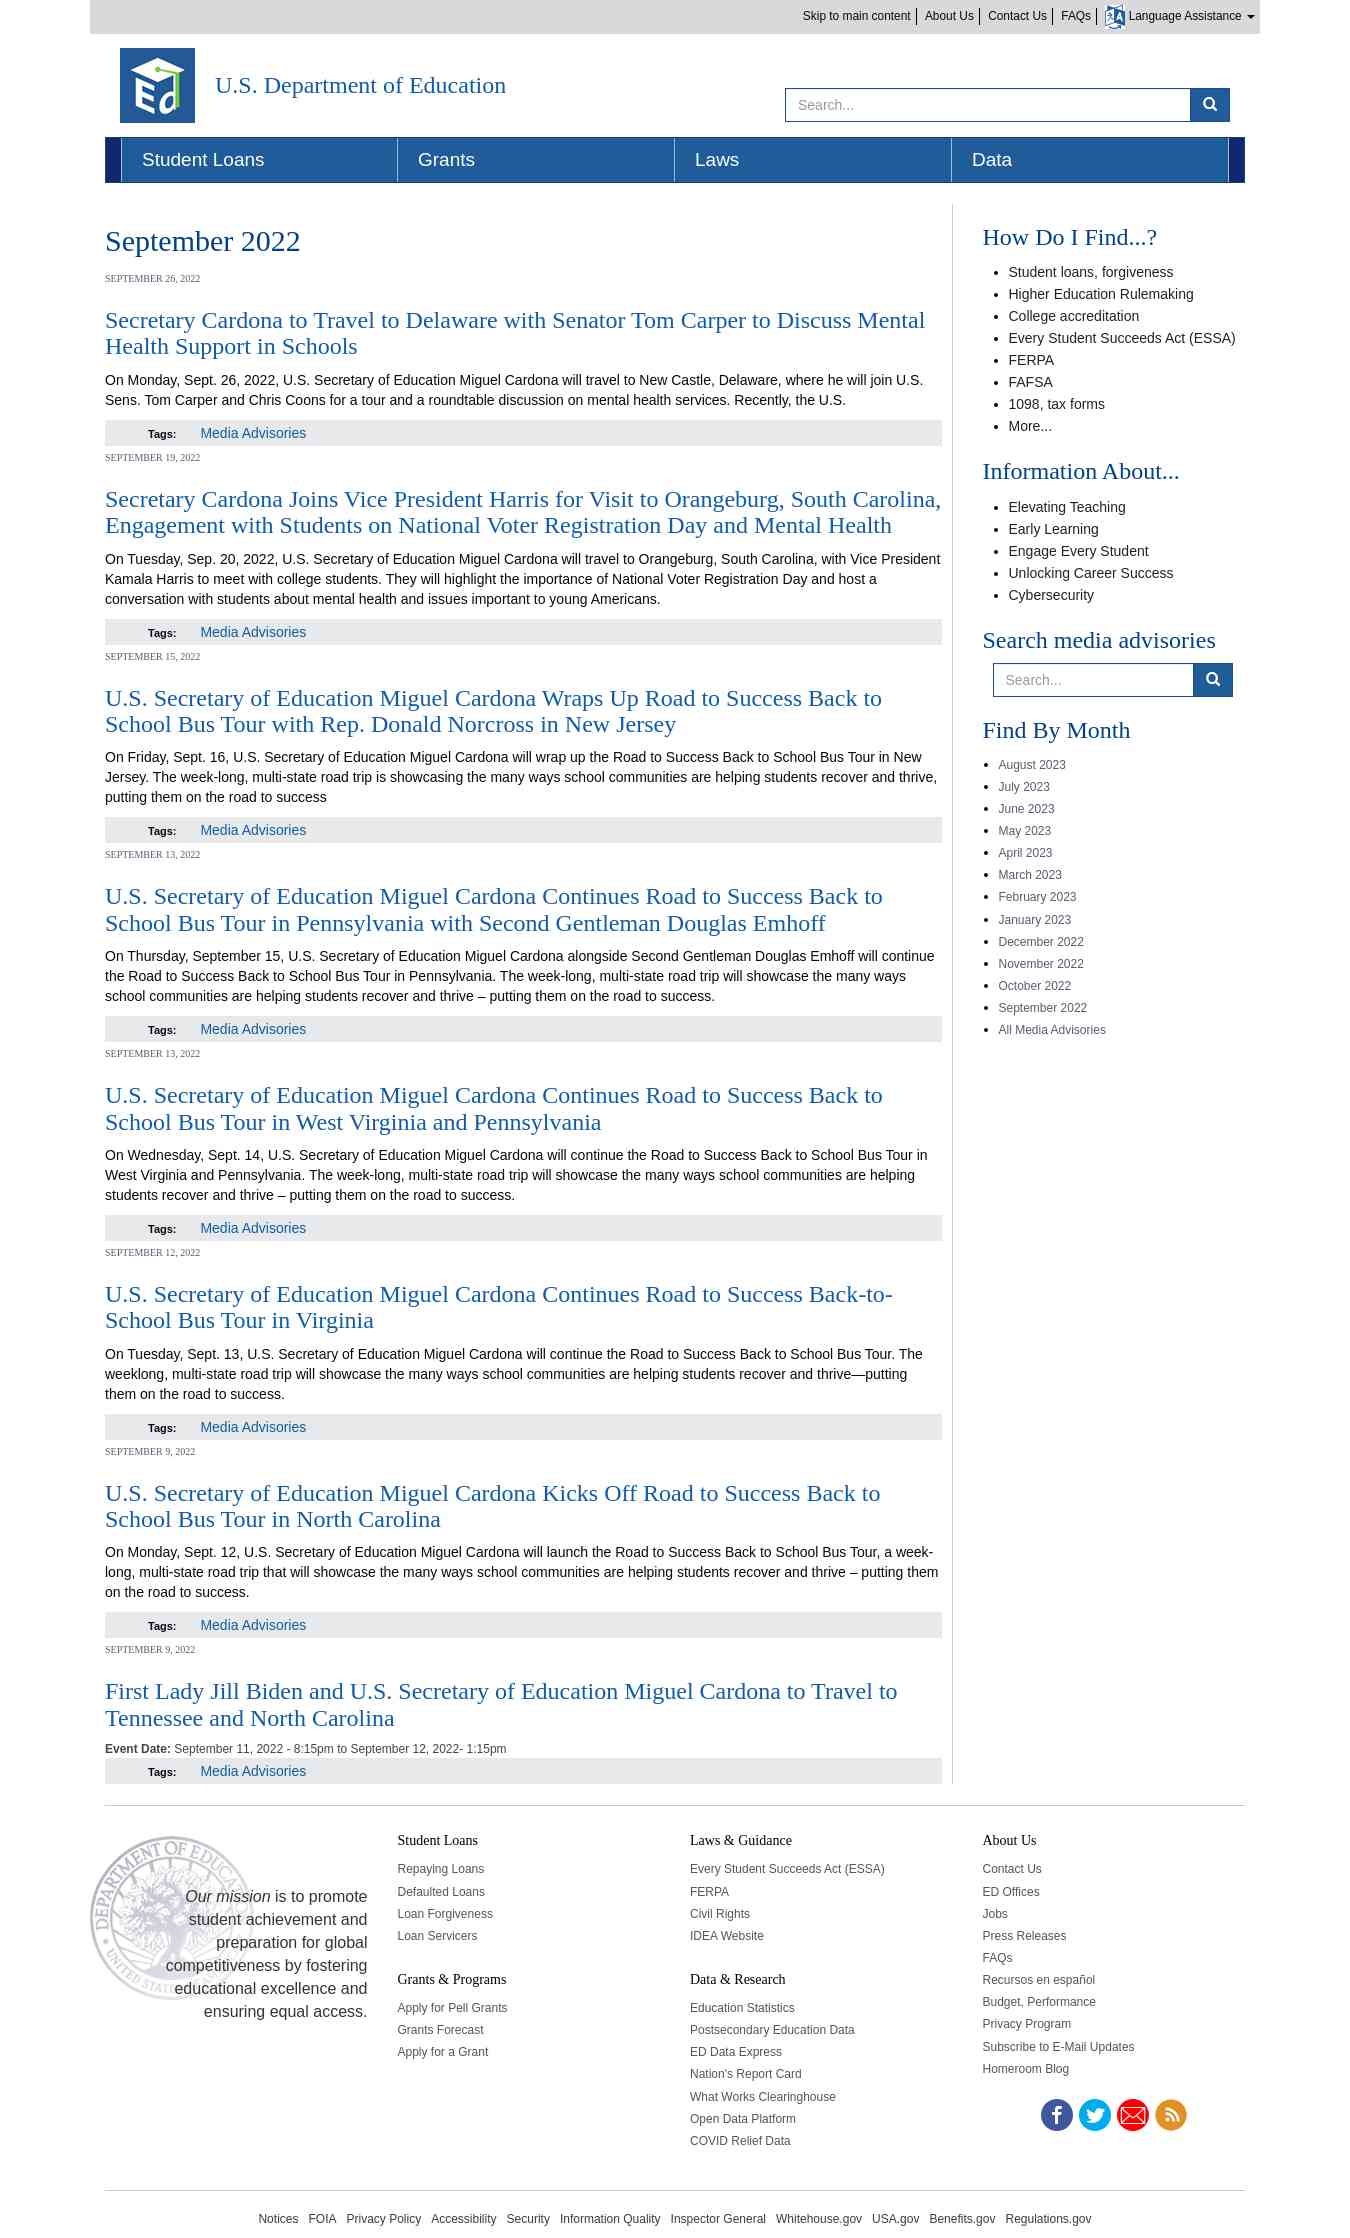 Skip to main content
About Us
Contact Us
FAQs
Language Assistance
Ed
U.S. Department of Education
Search...
Student Loans
Grants
Laws
Data
September 2022
SEPTEMBER 26, 2022
Secretary Cardona to Travel to Delaware with Senator Tom Carper to Discuss Mental
Health Support in Schools
On Monday, Sept. 26, 2022, U.S. Secretary of Education Miguel Cardona will travel to New Castle, Delaware, where he will join U.S.
Sens. Tom Carper and Chris Coons for a tour and a roundtable discussion on mental health services. Recently, the U.S.
Tags: Media Advisories
SEPTEMBER 19, 2022
Secretary Cardona Joins Vice President Harris for Visit to Orangeburg, South Carolina,
Engagement with Students on National Voter Registration Day and Mental Health
On Tuesday, Sep. 20, 2022, U.S. Secretary of Education Miguel Cardona will travel to Orangeburg, South Carolina, with Vice President
Kamala Harris to meet with college students. They will highlight the importance of National Voter Registration Day and host a
conversation with students about mental health and issues important to young Americans.
Tags: Media Advisories
SEPTEMBER 15, 2022
U.S. Secretary of Education Miguel Cardona Wraps Up Road to Success Back to
School Bus Tour with Rep. Donald Norcross in New Jersey
On Friday, Sept. 16, U.S. Secretary of Education Miguel Cardona will wrap up the Road to Success Back to School Bus Tour in New
Jersey. The week-long, multi-state road trip is showcasing the many ways school communities are helping students recover and thrive,
putting them on the road to success
Tags: Media Advisories
SEPTEMBER 13, 2022
U.S. Secretary of Education Miguel Cardona Continues Road to Success Back to
School Bus Tour in Pennsylvania with Second Gentleman Douglas Emhoff
On Thursday, September 15, U.S. Secretary of Education Miguel Cardona alongside Second Gentleman Douglas Emhoff will continue
the Road to Success Back to School Bus Tour in Pennsylvania. The week-long, multi-state road trip will showcase the many ways
school communities are helping students recover and thrive – putting them on the road to success.
Tags: Media Advisories
SEPTEMBER 13, 2022
U.S. Secretary of Education Miguel Cardona Continues Road to Success Back to
School Bus Tour in West Virginia and Pennsylvania
On Wednesday, Sept. 14, U.S. Secretary of Education Miguel Cardona will continue the Road to Success Back to School Bus Tour in
West Virginia and Pennsylvania. The week-long, multi-state road trip will showcase the many ways school communities are helping
students recover and thrive – putting them on the road to success.
Tags: Media Advisories
SEPTEMBER 12, 2022
U.S. Secretary of Education Miguel Cardona Continues Road to Success Back-to-
School Bus Tour in Virginia
On Tuesday, Sept. 13, U.S. Secretary of Education Miguel Cardona will continue the Road to Success Back to School Bus Tour. The
weeklong, multi-state road trip will showcase the many ways school communities are helping students recover and thrive—putting
them on the road to success.
Tags: Media Advisories
SEPTEMBER 9, 2022
U.S. Secretary of Education Miguel Cardona Kicks Off Road to Success Back to
School Bus Tour in North Carolina
On Monday, Sept. 12, U.S. Secretary of Education Miguel Cardona will launch the Road to Success Back to School Bus Tour, a week-
long, multi-state road trip that will showcase the many ways school communities are helping students recover and thrive – putting them
on the road to success.
Tags: Media Advisories
SEPTEMBER 9, 2022
First Lady Jill Biden and U.S. Secretary of Education Miguel Cardona to Travel to
Tennessee and North Carolina
Event Date: September 11, 2022 - 8:15pm to September 12, 2022- 1:15pm
Tags: Media Advisories
How Do I Find...?
Student loans, forgiveness
Higher Education Rulemaking
College accreditation
Every Student Succeeds Act (ESSA)
FERPA
FAFSA
1098, tax forms
More...
Information About...
Elevating Teaching
Early Learning
Engage Every Student
Unlocking Career Success
Cybersecurity
Search media advisories
Search...
Find By Month
August 2023
July 2023
June 2023
May 2023
April 2023
March 2023
February 2023
January 2023
December 2022
November 2022
October 2022
September 2022
All Media Advisories
Our mission is to promote
student achievement and
preparation for global
competitiveness by fostering
educational excellence and
ensuring equal access.
Student Loans
Repaying Loans
Defaulted Loans
Loan Forgiveness
Loan Servicers
Grants & Programs
Apply for Pell Grants
Grants Forecast
Apply for a Grant
Laws & Guidance
Every Student Succeeds Act (ESSA)
FERPA
Civil Rights
IDEA Website
Data & Research
Education Statistics
Postsecondary Education Data
ED Data Express
Nation's Report Card
What Works Clearinghouse
Open Data Platform
COVID Relief Data
About Us
Contact Us
ED Offices
Jobs
Press Releases
FAQs
Recursos en español
Budget, Performance
Privacy Program
Subscribe to E-Mail Updates
Homeroom Blog
Notices FOIA Privacy Policy Accessibility Security Information Quality Inspector General Whitehouse.gov USA.gov Benefits.gov Regulations.gov